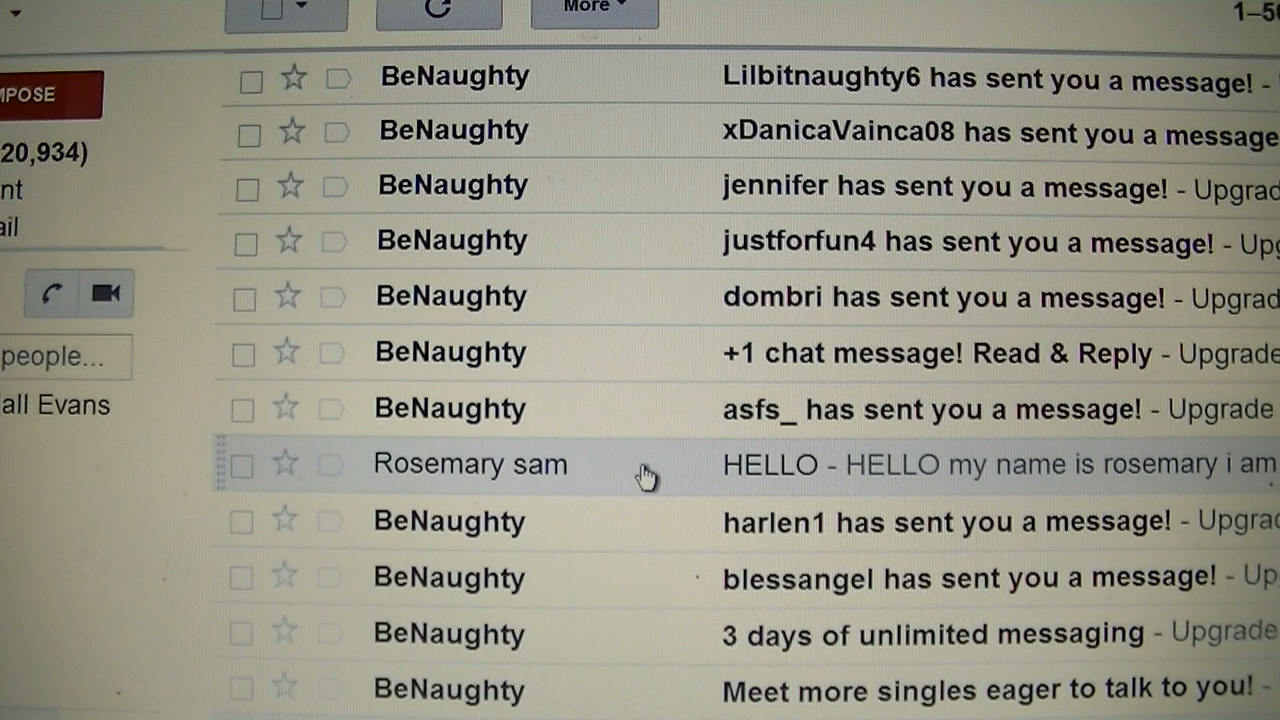 More
1–50
MPOSE
20,934)
nt
ail
people...
all Evans
BeNaughty Lilbitnaughty6 has sent you a message! -
BeNaughty xDanicaVainca08 has sent you a message
BeNaughty jennifer has sent you a message! - Upgrad
BeNaughty justforfun4 has sent you a message! - Upg
BeNaughty dombri has sent you a message! - Upgrad
BeNaughty +1 chat message! Read & Reply - Upgrade
BeNaughty asfs_ has sent you a message! - Upgrade
Rosemary sam HELLO - HELLO my name is rosemary i am
BeNaughty harlen1 has sent you a message! - Upgrad
BeNaughty blessangel has sent you a message! - Up
BeNaughty 3 days of unlimited messaging - Upgrade
BeNaughty Meet more singles eager to talk to you! -